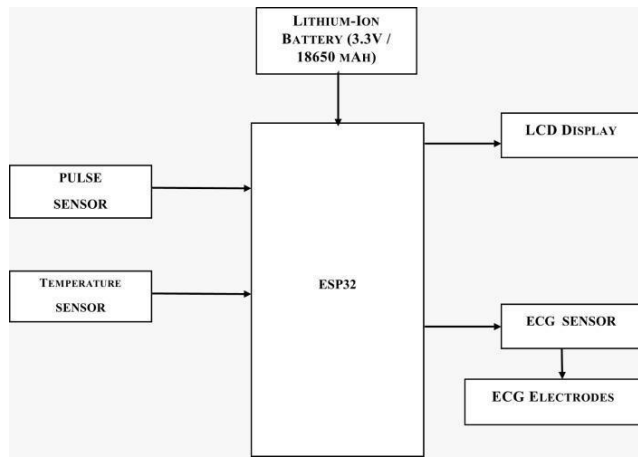 LITHIUM-ION
BATTERY (3.3V /
18650 MAH)
LCD DISPLAY
PULSE
SENSOR
ESP32
TEMPERATURE
SENSOR
ECG SENSOR
ECG ELECTRODES